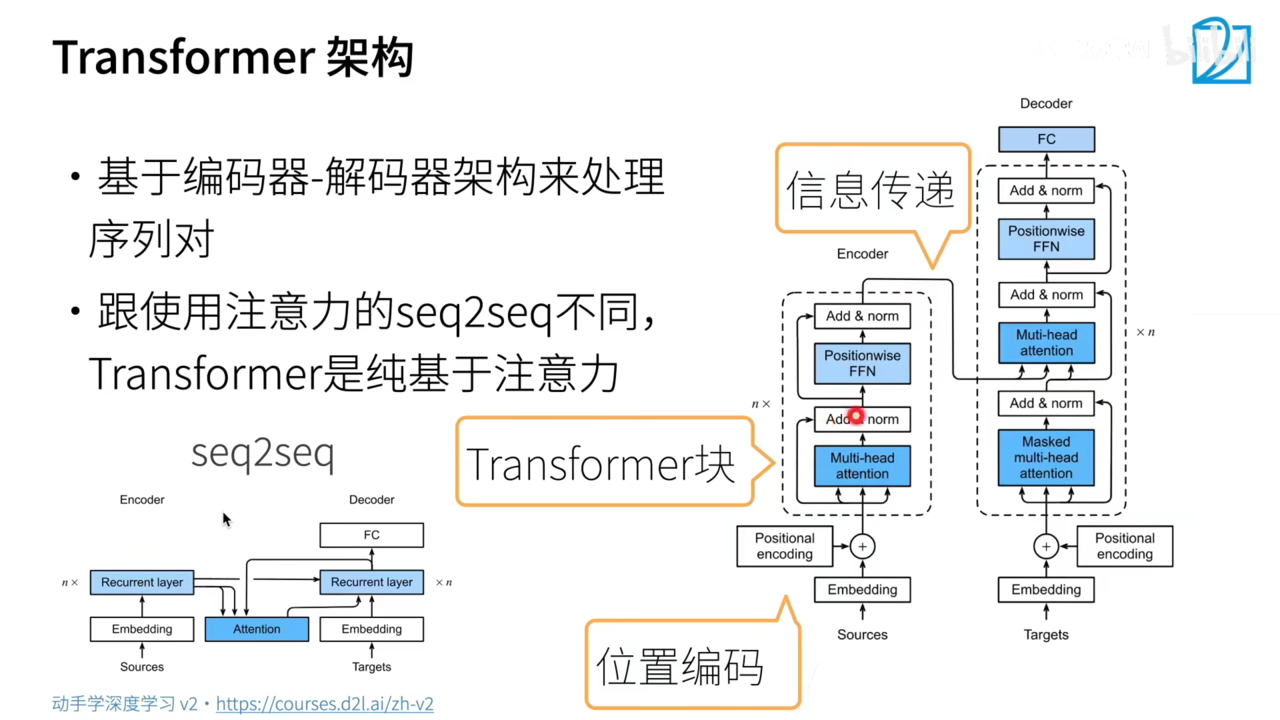 Transformer 架构
bilibili
• 基于编码器-解码器架构来处理
序列对
• 跟使用注意力的seq2seq不同，
Transformer是纯基于注意力
seq2seq
Encoder
Decoder
FC
n×
Recurrent layer
Recurrent layer
×n
Embedding
Attention
Embedding
Sources
Targets
信息传递
Transformer块
位置编码
Encoder
Add & norm
Positionwise
FFN
n×
Add & norm
Multi-head
attention
Positional
encoding
+
Embedding
Sources
Decoder
FC
Add & norm
Positionwise
FFN
Add & norm
Muti-head
attention
×n
Add & norm
Masked
multi-head
attention
+
Positional
encoding
Embedding
Targets
动手学深度学习 v2 • https://courses.d2l.ai/zh-v2